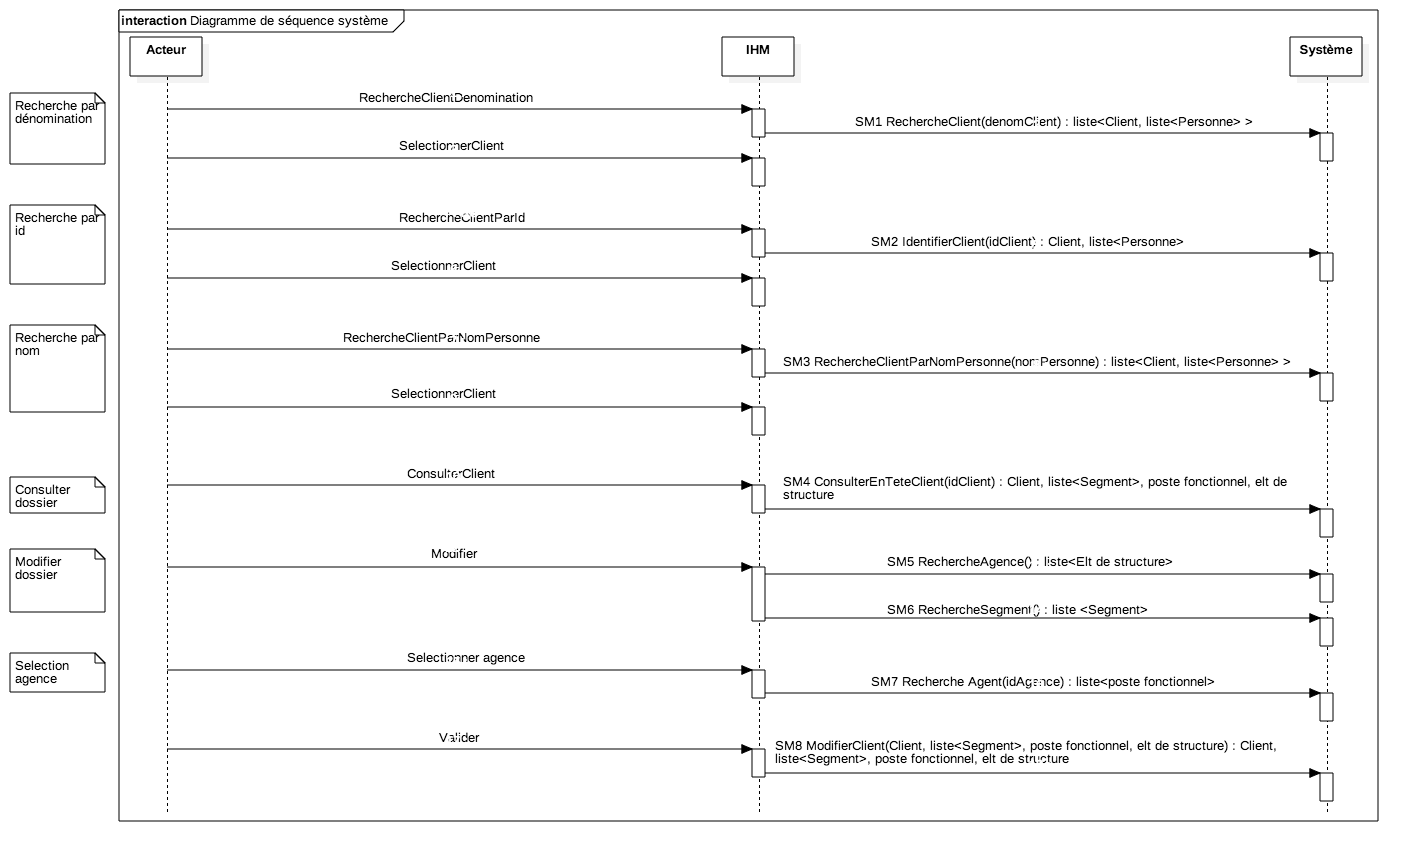 interaction Diagramme de séquence système
Acteur
IHM
Système
Recherche par
dénomination
RechercheClientDenomination
SM1 RechercheClient(denomClient) : liste<Client, liste<Personne> >
SelectionnerClient
Recherche par
id
RechercheClientParId
SM2 IdentifierClient(idClient) : Client, liste<Personne>
SelectionnerClient
Recherche par
nom
RechercheClientParNomPersonne
SM3 RechercheClientParNomPersonne(nomPersonne) : liste<Client, liste<Personne> >
SelectionnerClient
Consulter
dossier
ConsulterClient
SM4 ConsulterEnTeteClient(idClient) : Client, liste<Segment>, poste fonctionnel, elt de
structure
Modifier
dossier
Modifier
SM5 RechercheAgence() : liste<Elt de structure>
SM6 RechercheSegment() : liste <Segment>
Selection
agence
Selectionner agence
SM7 Recherche Agent(idAgence) : liste<poste fonctionnel>
Valider
SM8 ModifierClient(Client, liste<Segment>, poste fonctionnel, elt de structure) : Client,
liste<Segment>, poste fonctionnel, elt de structure